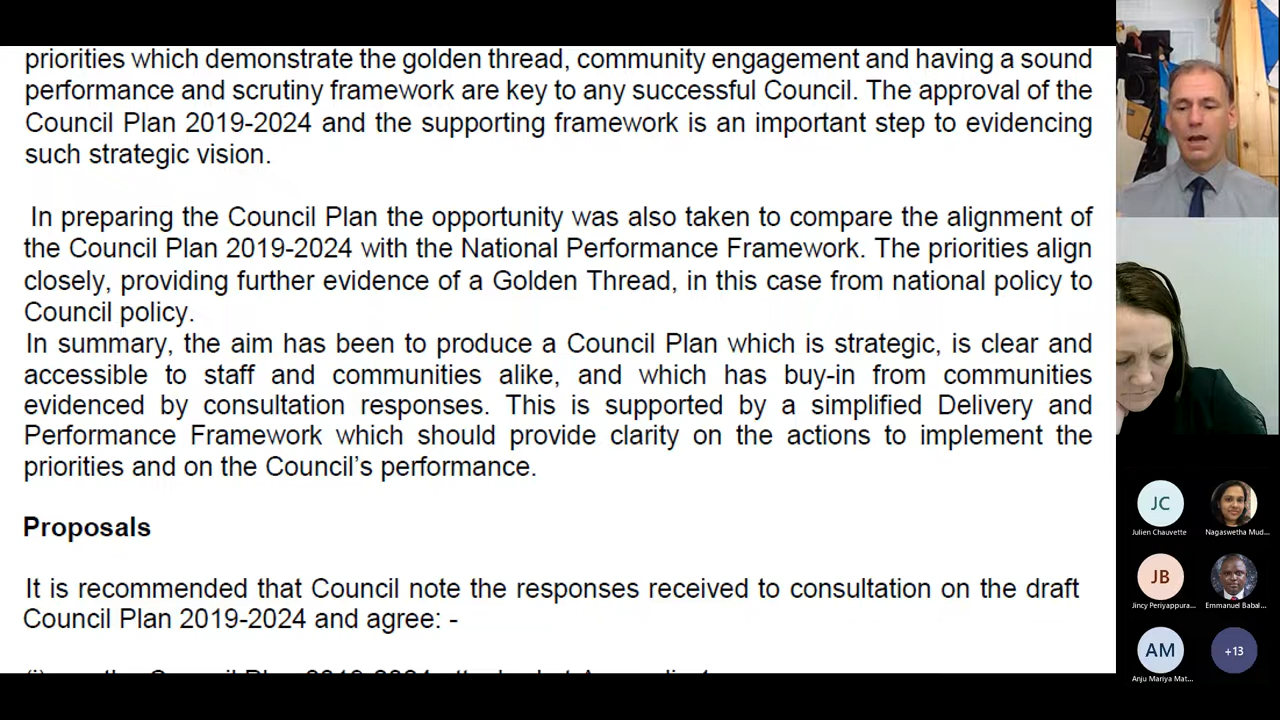 priorities which demonstrate the golden thread, community engagement and having a sound
performance and scrutiny framework are key to any successful Council. The approval of the
Council Plan 2019-2024 and the supporting framework is an important step to evidencing
such strategic vision.
In preparing the Council Plan the opportunity was also taken to compare the alignment of
the Council Plan 2019-2024 with the National Performance Framework. The priorities align
closely, providing further evidence of a Golden Thread, in this case from national policy to
Council policy.
In summary, the aim has been to produce a Council Plan which is strategic, is clear and
accessible to staff and communities alike, and which has buy-in from communities
evidenced by consultation responses. This is supported by a simplified Delivery and
Performance Framework which should provide clarity on the actions to implement the
priorities and on the Council's performance.
Proposals
It is recommended that Council note the responses received to consultation on the draft
Council Plan 2019-2024 and agree: -
JC
Julien Chauvette
Nagaswetha Mud...
JB
Jincy Periyappura...
Emmanuel Babal...
AM
Anju Mariya Mat...
+13